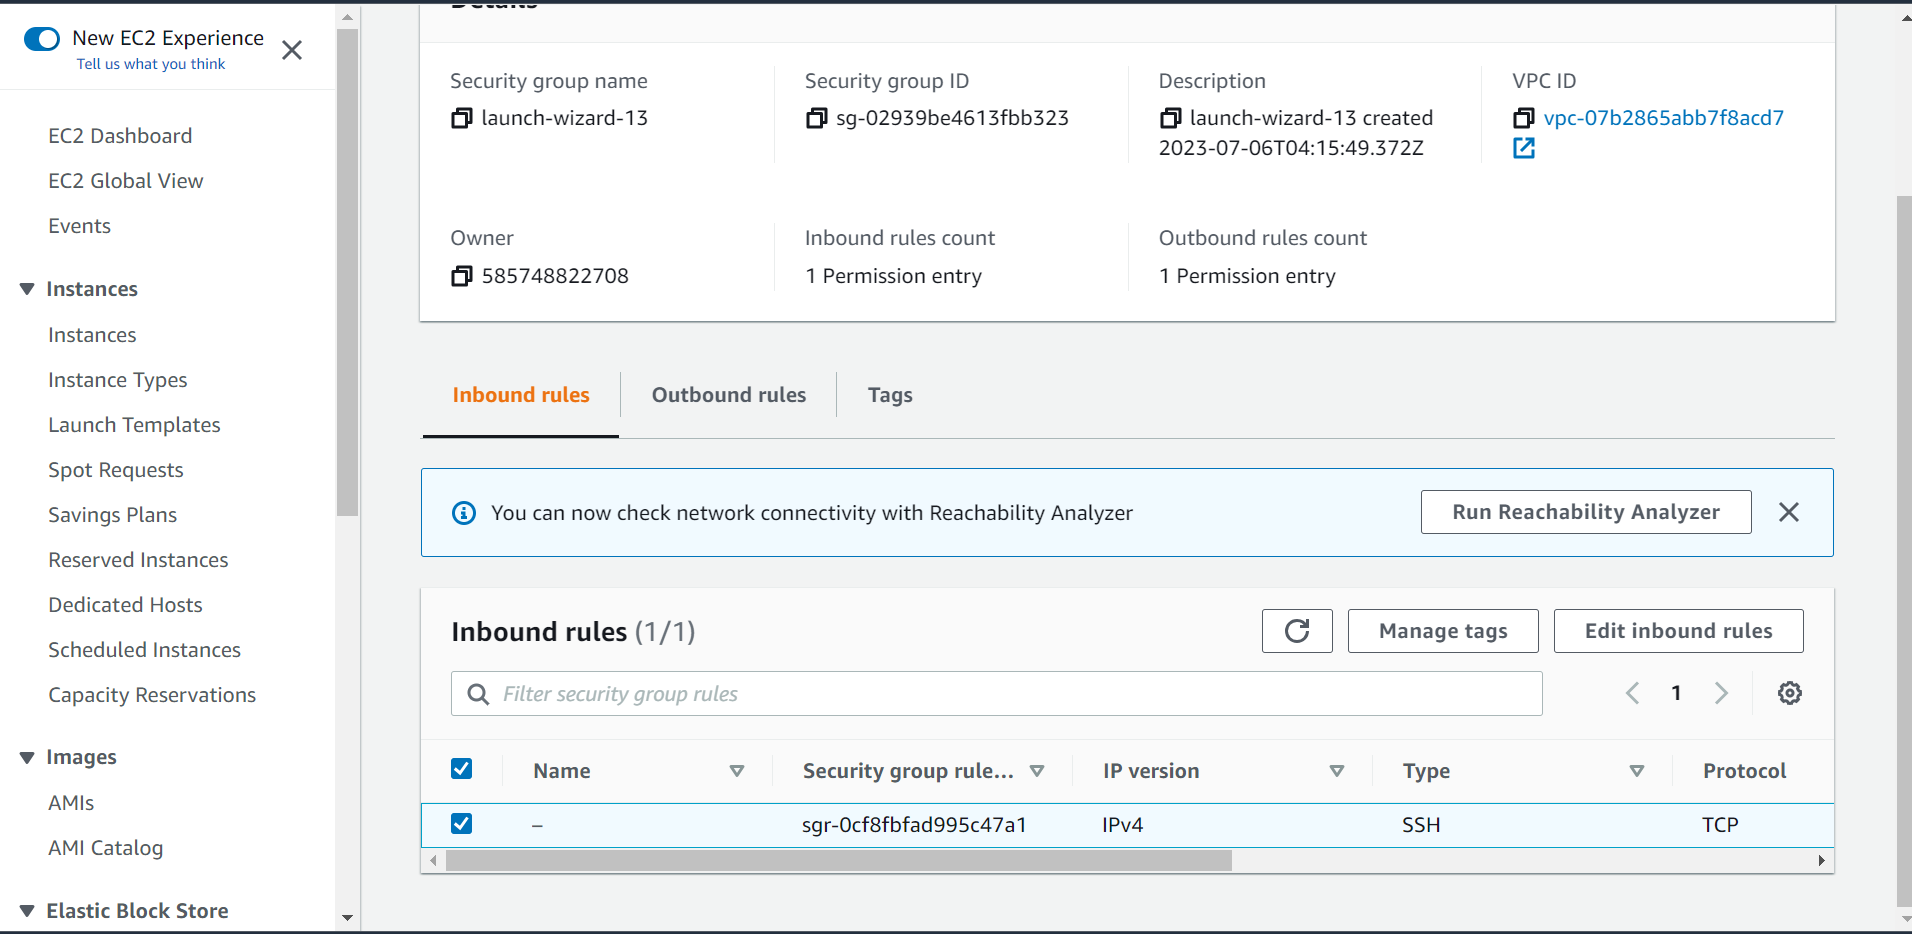 New EC2 Experience
Tell us what you think
EC2 Dashboard
EC2 Global View
Events
Instances
Instances
Instance Types
Launch Templates
Spot Requests
Savings Plans
Reserved Instances
Dedicated Hosts
Scheduled Instances
Capacity Reservations
Images
AMIs
AMI Catalog
Elastic Block Store
Details
Security group name
launch-wizard-13
Security group ID
sg-02939be4613fbb323
Description
launch-wizard-13 created
2023-07-06T04:15:49.372Z
VPC ID
vpc-07b2865abb7f8acd7
Owner
585748822708
Inbound rules count
1 Permission entry
Outbound rules count
1 Permission entry
Inbound rules
Outbound rules
Tags
You can now check network connectivity with Reachability Analyzer
Run Reachability Analyzer
Inbound rules (1/1)
Manage tags
Edit inbound rules
Filter security group rules
1
Name
Security group rule...
IP version
Type
Protocol
–
sgr-0cf8fbfad995c47a1
IPv4
SSH
TCP